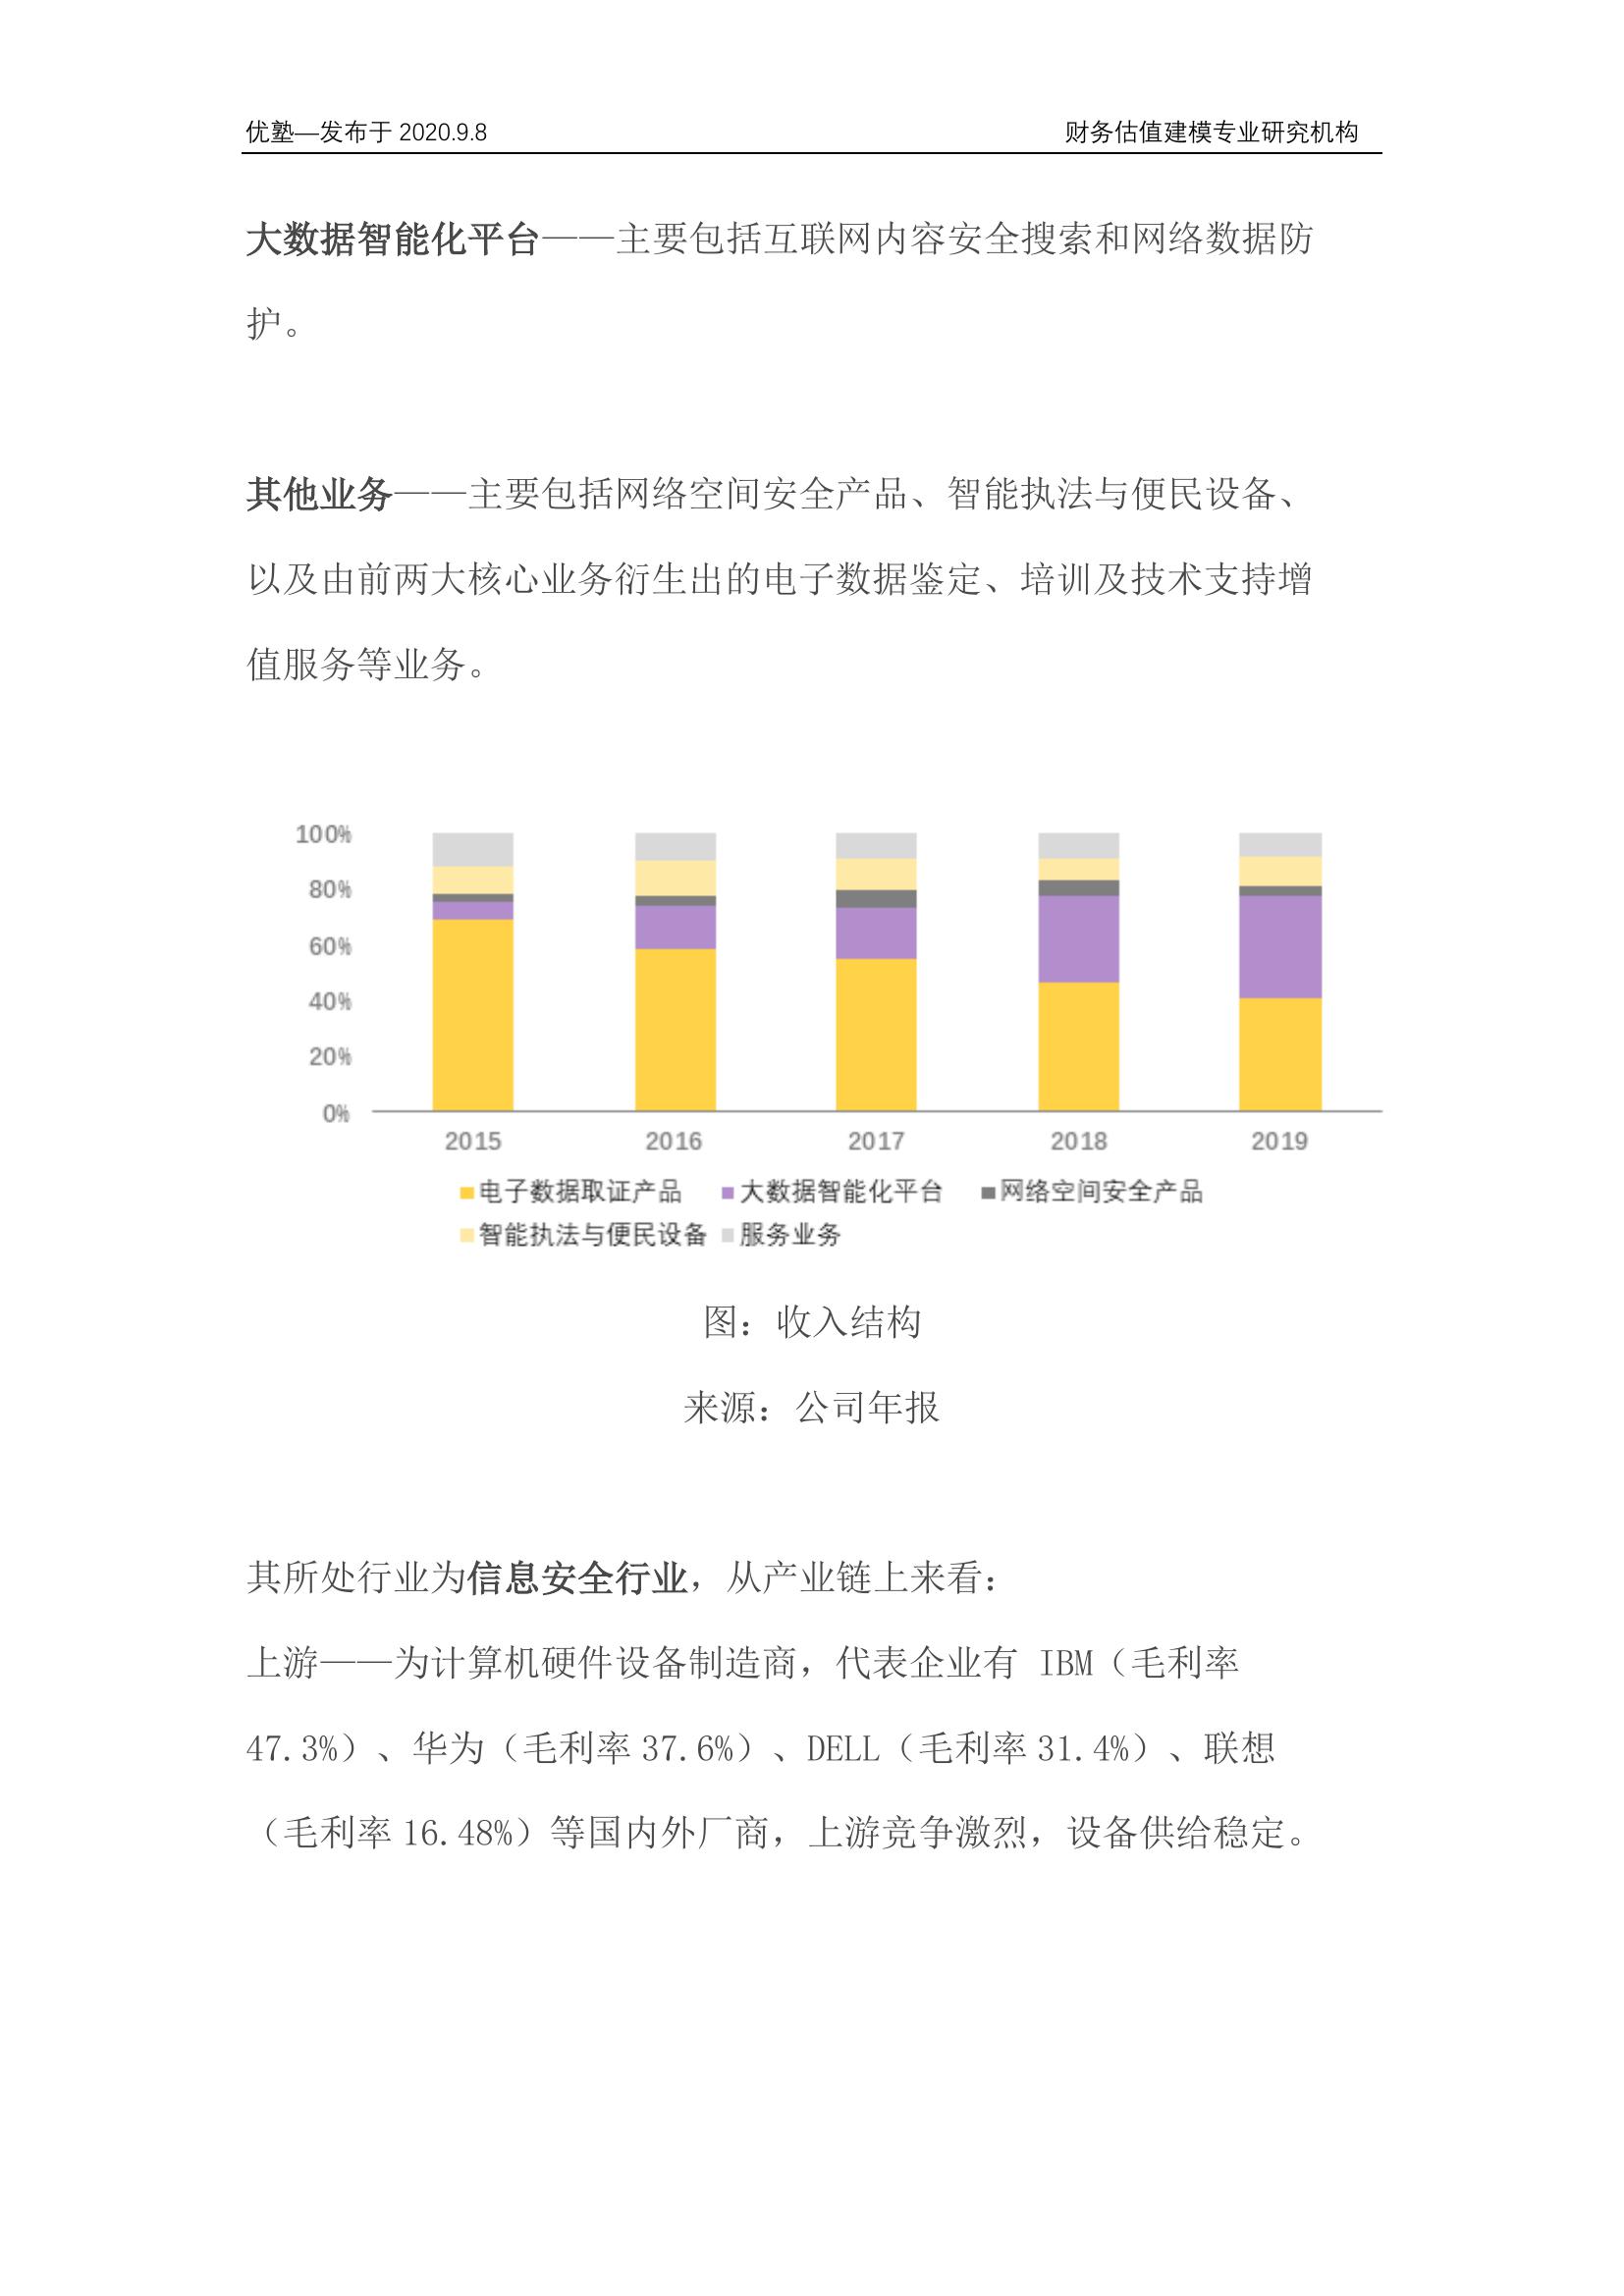 优塾—发布于 2020.9.8 财务估值建模专业研究机构
大数据智能化平台——主要包括互联网内容安全搜索和网络数据防
护。
其他业务——主要包括网络空间安全产品、智能执法与便民设备、
以及由前两大核心业务衍生出的电子数据鉴定、培训及技术支持增
值服务等业务。
100%
80%
60%
40%
20%
0%
2015 2016 2017 2018 2019
电子数据取证产品 大数据智能化平台 网络空间安全产品
智能执法与便民设备 服务业务
图：收入结构
来源：公司年报
其所处行业为信息安全行业，从产业链上来看：
上游——为计算机硬件设备制造商，代表企业有 IBM（毛利率
47.3%）、华为（毛利率 37.6%）、DELL（毛利率 31.4%）、联想
（毛利率 16.48%）等国内外厂商，上游竞争激烈，设备供给稳定。